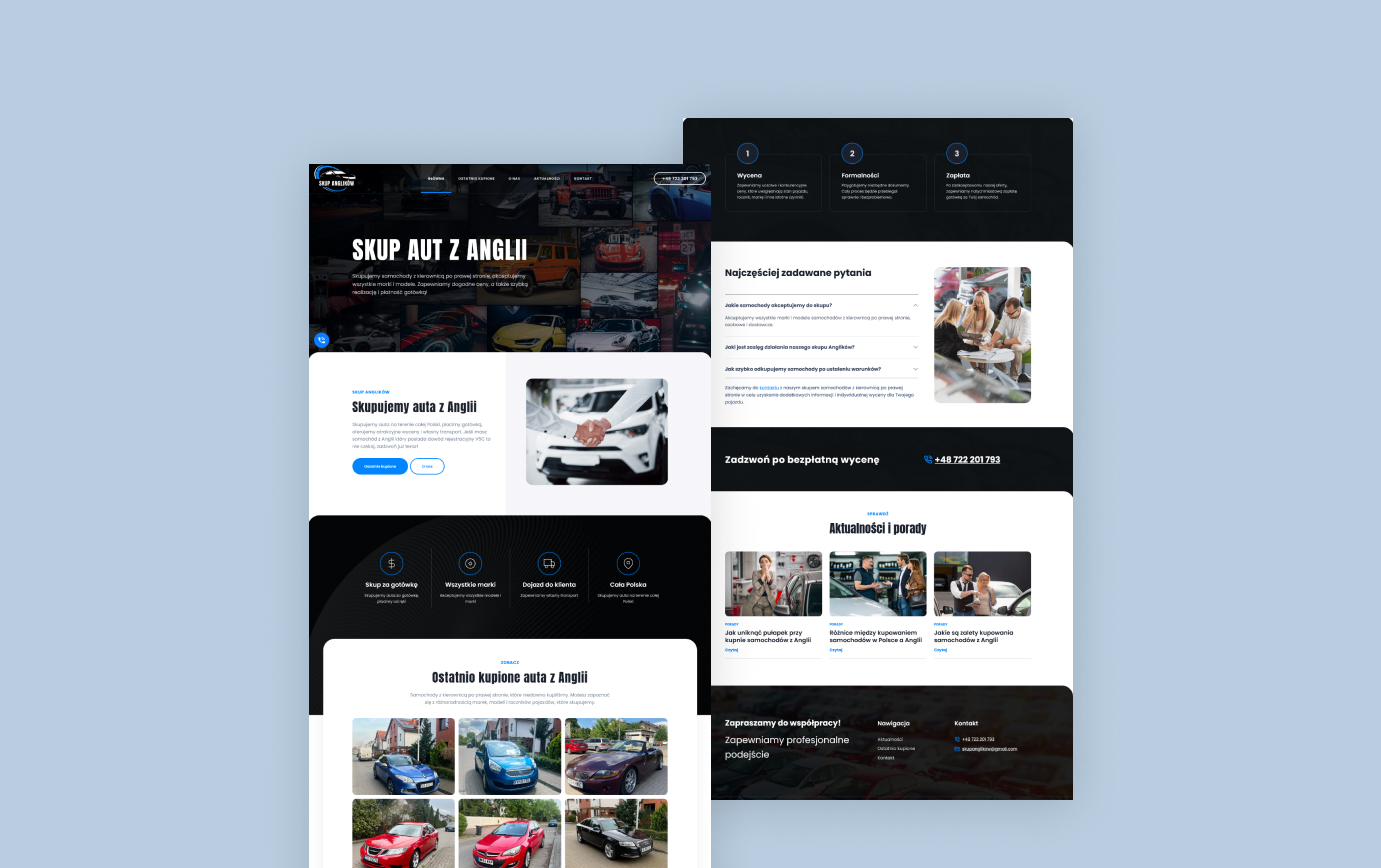 SKUP ANGLIKÓW
GŁÓWNA
OSTATNIO KUPIONE
O NAS
AKTUALNOŚCI
KONTAKT
+48 722 201 793
SKUP AUT Z ANGLII
Skupujemy samochody z kierownicą po prawej stronie, akceptujemy
wszystkie marki i modele. Zapewniamy dogodne ceny, a także szybką
realizację i płatność gotówką!
SKUP ANGLIKÓW
Skupujemy auta z Anglii
Skupujemy auta na terenie całej Polski, płacimy gotówką,
oferujemy atrakcyjne wyceny i własny transport. Jeśli masz
samochód z Anglii który posiada dowód rejestracyjny V5C to
nie czekaj, zadzwoń już teraz!
Ostatnio kupione
O nas
Skup za gotówkę
Skupujemy auta za gotówkę,
płacimy od ręki
Wszystkie marki
Akceptujemy wszystkie modele i
marki
Dojazd do klienta
Zapewniamy własny transport
Cała Polska
Skupujemy auta na terenie całej
Polski
ZOBACZ
Ostatnio kupione auta z Anglii
Samochody z kierownicą po prawej stronie, które niedawno kupiliśmy. Możesz zapoznać
się z różnorodnością marek, modeli i roczników pojazdów, które skupujemy.
1
Wycena
Zapewniamy uczciwe i konkurencyjne
ceny, które uwzględniają stan pojazdu,
rocznik, markę i inne istotne czynniki.
2
Formalności
Przygotujemy niezbędne dokumenty.
Cały proces będzie przebiegał
sprawnie i bezproblemowo.
3
Zapłata
Po zaakceptowaniu naszej oferty,
zapewniamy natychmiastową zapłatę
gotówką za Twój samochód.
Najczęściej zadawane pytania
Jakie samochody akceptujemy do skupu?
Akceptujemy wszystkie marki i modele samochodów z kierownicą po prawej stronie,
osobowe i dostawcze.
Jaki jest zasięg działania naszego skupu Anglików?
Jak szybko odkupujemy samochody po ustaleniu warunków?
Zachęcamy do kontaktu z naszym skupem samochodów z kierownicą po prawej
stronie w celu uzyskania dodatkowych informacji i indywidualnej wyceny dla Twojego
pojazdu.
Zadzwoń po bezpłatną wycenę
+48 722 201 793
SPRAWDŹ
Aktualności i porady
PORADY
Jak uniknąć pułapek przy
kupnie samochodów z Anglii
Czytaj
PORADY
Różnice między kupowaniem
samochodów w Polsce a Anglii
Czytaj
PORADY
Jakie są zalety kupowania
samochodów z Anglii
Czytaj
Zapraszamy do współpracy!
Zapewniamy profesjonalne
podejście
Nawigacja
Aktualności
Ostatnio kupione
Kontakt
Kontakt
+48 722 201 793
skupanglikow@gmail.com